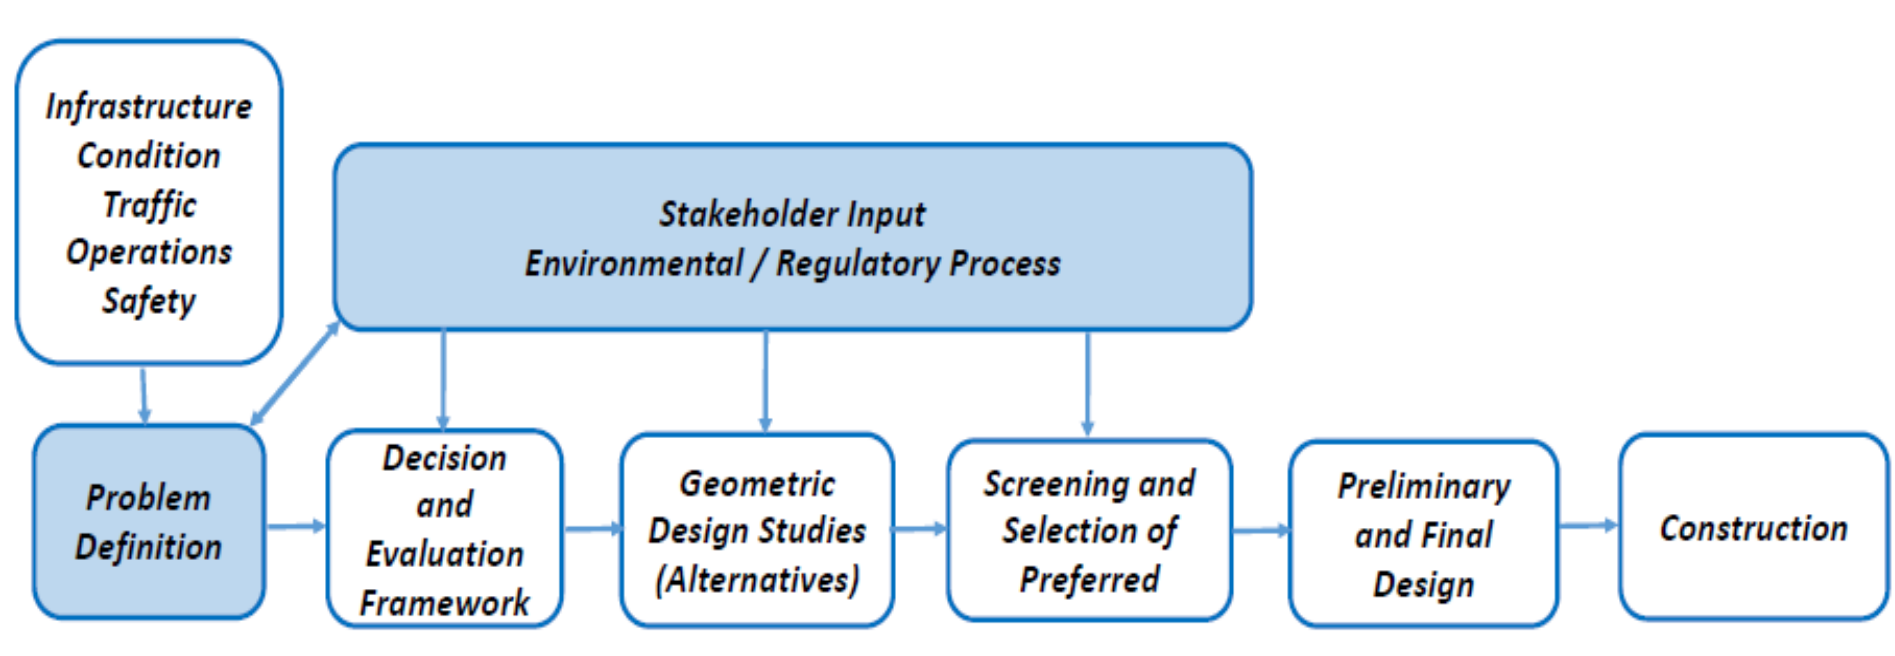 Infrastructure
Condition
Traffic
Operations
Safety
Stakeholder Input
Environmental / Regulatory Process
Problem
Definition
Decision
and
Evaluation
Framework
Geometric
Design Studies
(Alternatives)
Screening and
Selection of
Preferred
Preliminary
and Final
Design
Construction